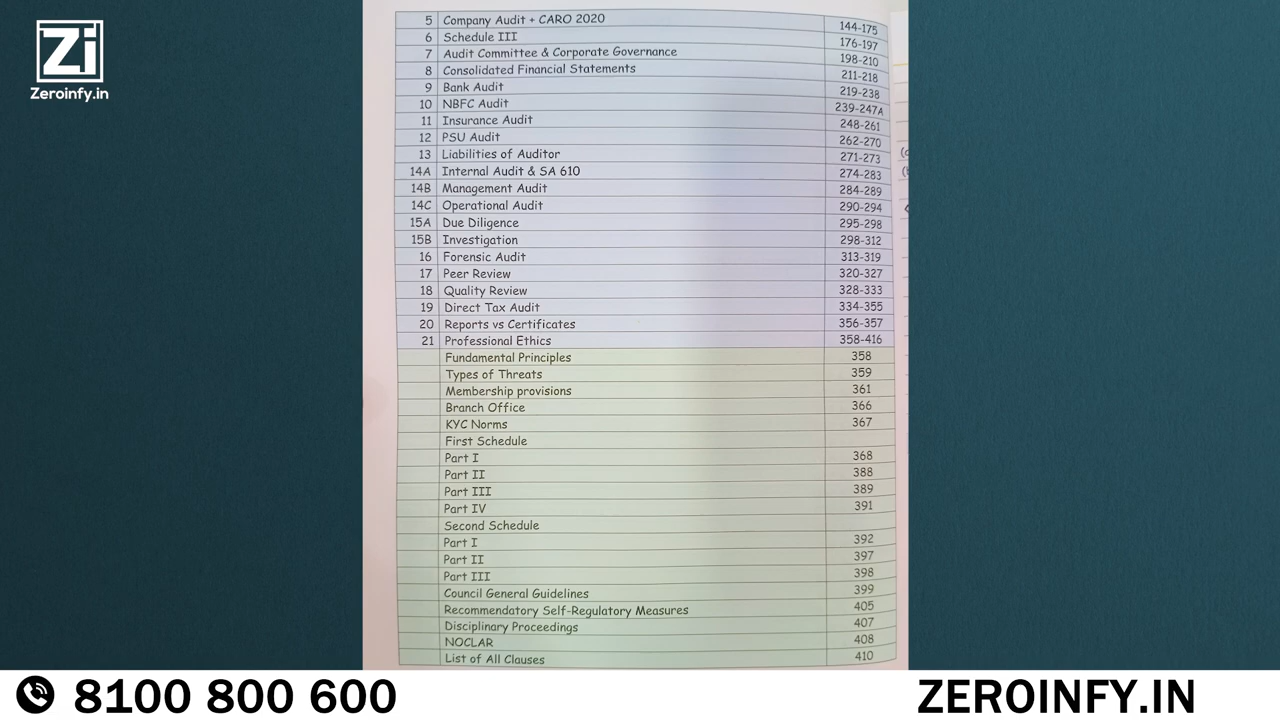 Zi
Zeroinfy.in
5 Company Audit + CARO 2020 144-175
6 Schedule III 176-197
7 Audit Committee & Corporate Governance 198-210
8 Consolidated Financial Statements 211-218
9 Bank Audit 219-238
10 NBFC Audit 239-247A
11 Insurance Audit 248-261
12 PSU Audit 262-270
13 Liabilities of Auditor 271-273
14A Internal Audit & SA 610 274-283
14B Management Audit 284-289
14C Operational Audit 290-294
15A Due Diligence 295-298
15B Investigation 298-312
16 Forensic Audit 313-319
17 Peer Review 320-327
18 Quality Review 328-333
19 Direct Tax Audit 334-355
20 Reports vs Certificates 356-357
21 Professional Ethics 358-416
Fundamental Principles 358
Types of Threats 359
Membership provisions 361
Branch Office 366
KYC Norms 367
First Schedule
Part I 368
Part II 388
Part III 389
Part IV 391
Second Schedule
Part I 392
Part II 397
Part III 398
Council General Guidelines 399
Recommendatory Self-Regulatory Measures 405
Disciplinary Proceedings 407
NOCLAR 408
List of All Clauses 410
8100 800 600
ZEROINFY.IN